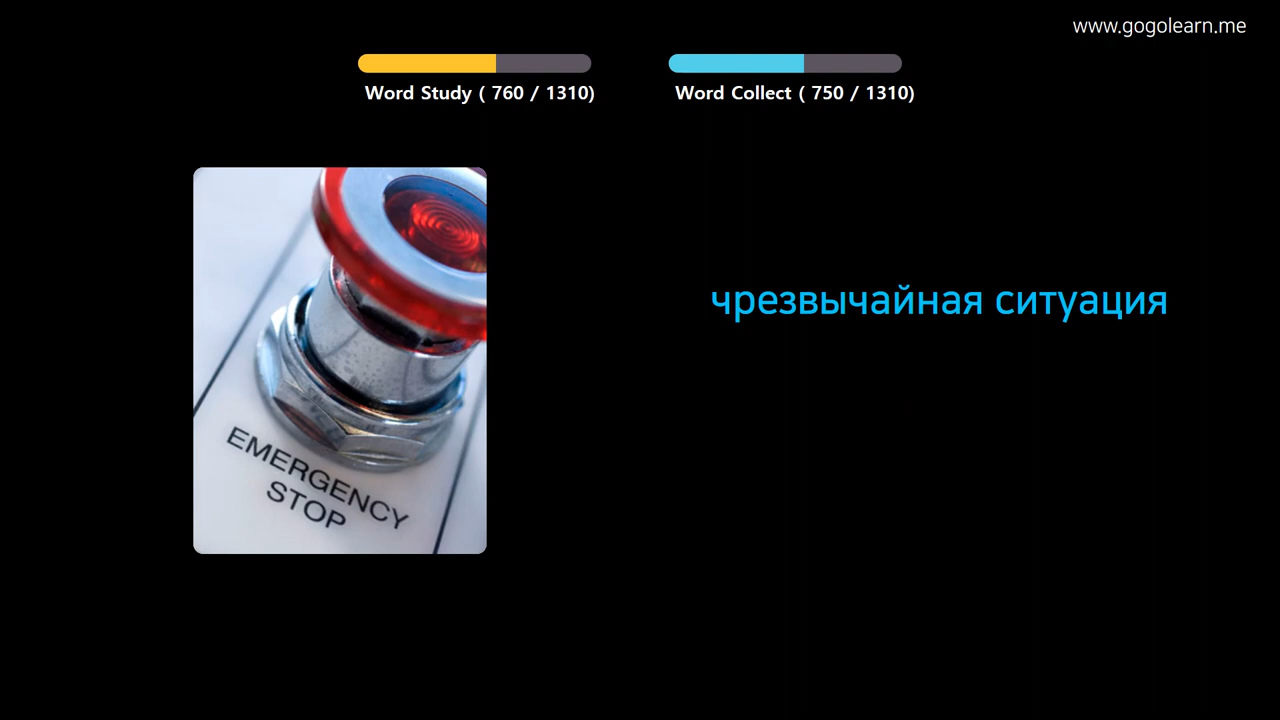 www.gogolearn.me
Word Study ( 760 / 1310)
Word Collect ( 750 / 1310)
чрезвычайная ситуация
EMERGENCY
STOP